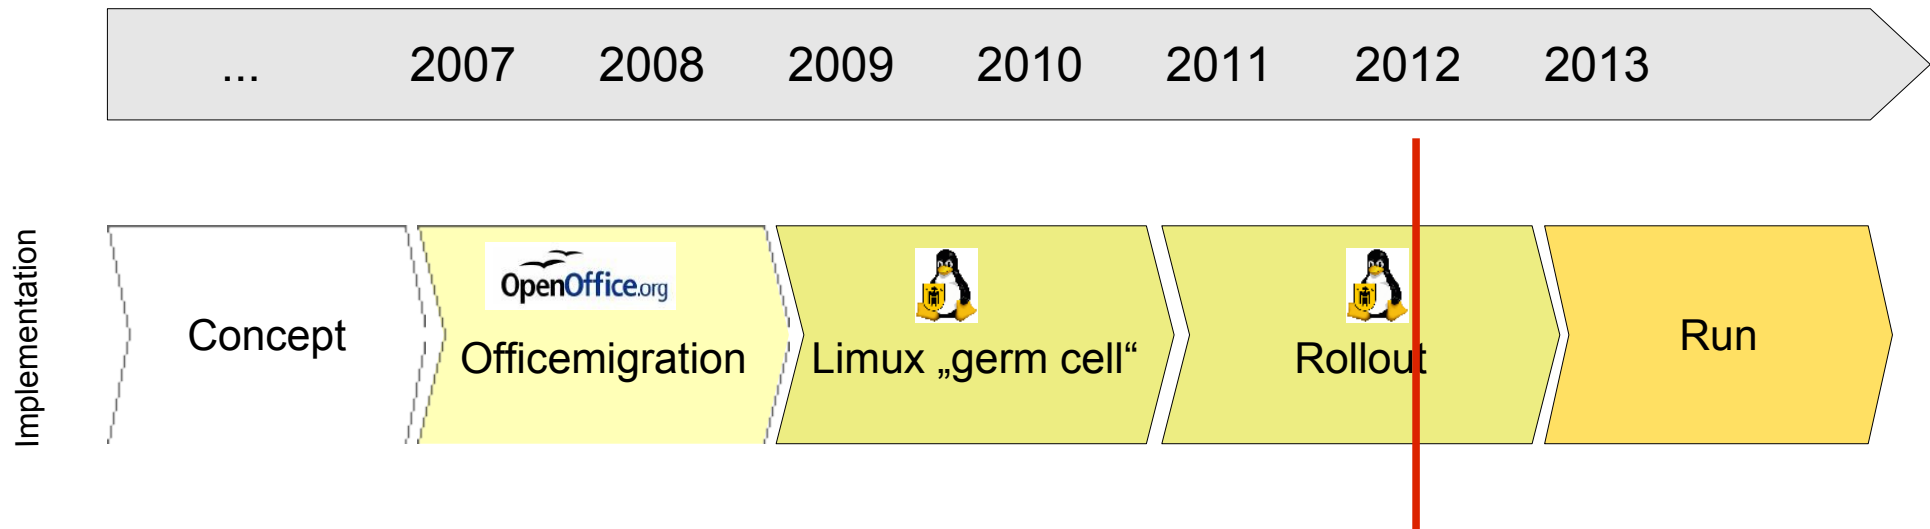 ... 2007 2008 2009 2010 2011 2012 2013
Implementation
Concept
OpenOffice.org
Officemigration
Limux „germ cell“
Rollout
Run